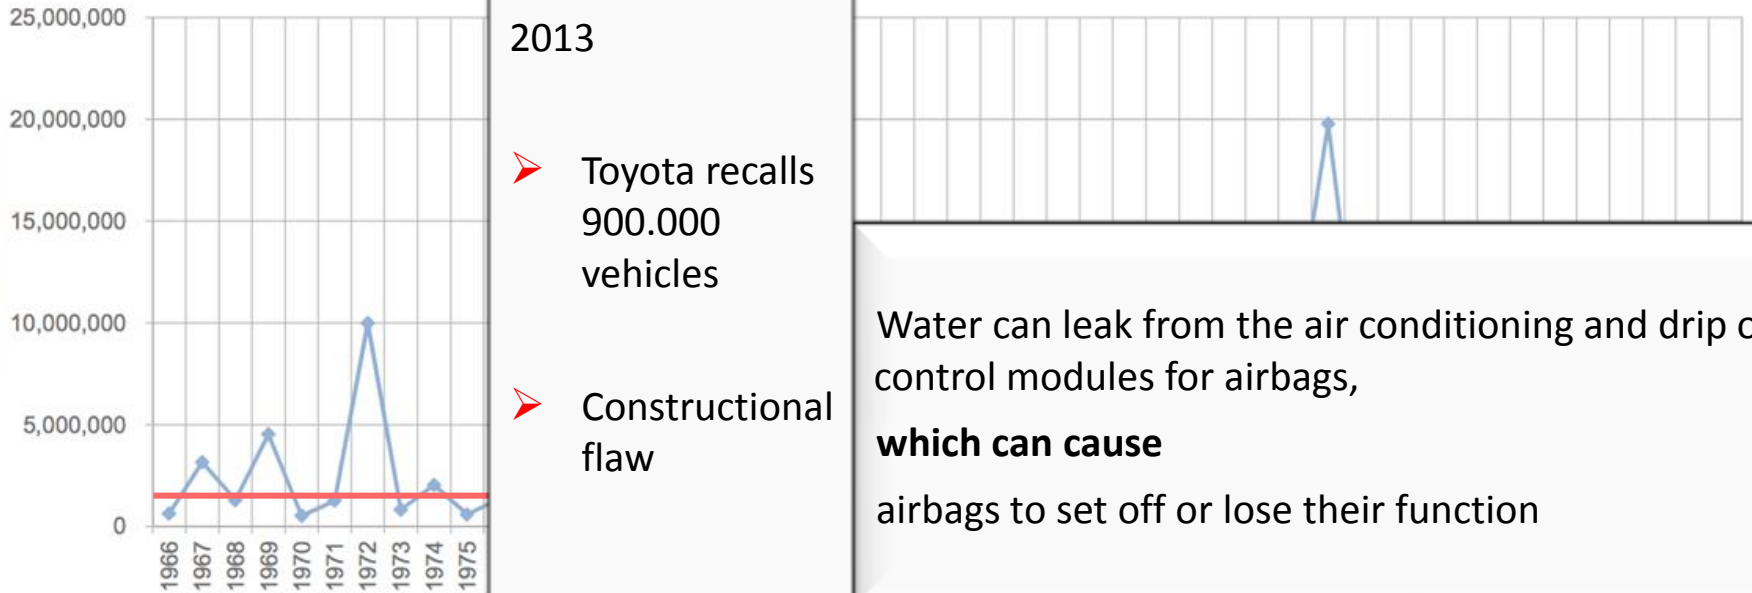 25,000,000
20,000,000
15,000,000
10,000,000
5,000,000
0
1966
1967
1968
1969
1970
1971
1972
1973
1974
1975
2013
Toyota recalls
900.000
vehicles
Constructional
flaw
Water can leak from the air conditioning and drip
control modules for airbags,
which can cause
airbags to set off or lose their function